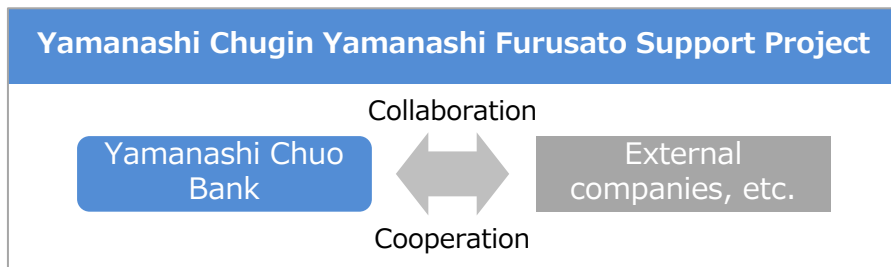 Yamanashi Chugin Yamanashi Furusato Support Project
Collaboration
Yamanashi Chuo
Bank
External
companies, etc.
Cooperation